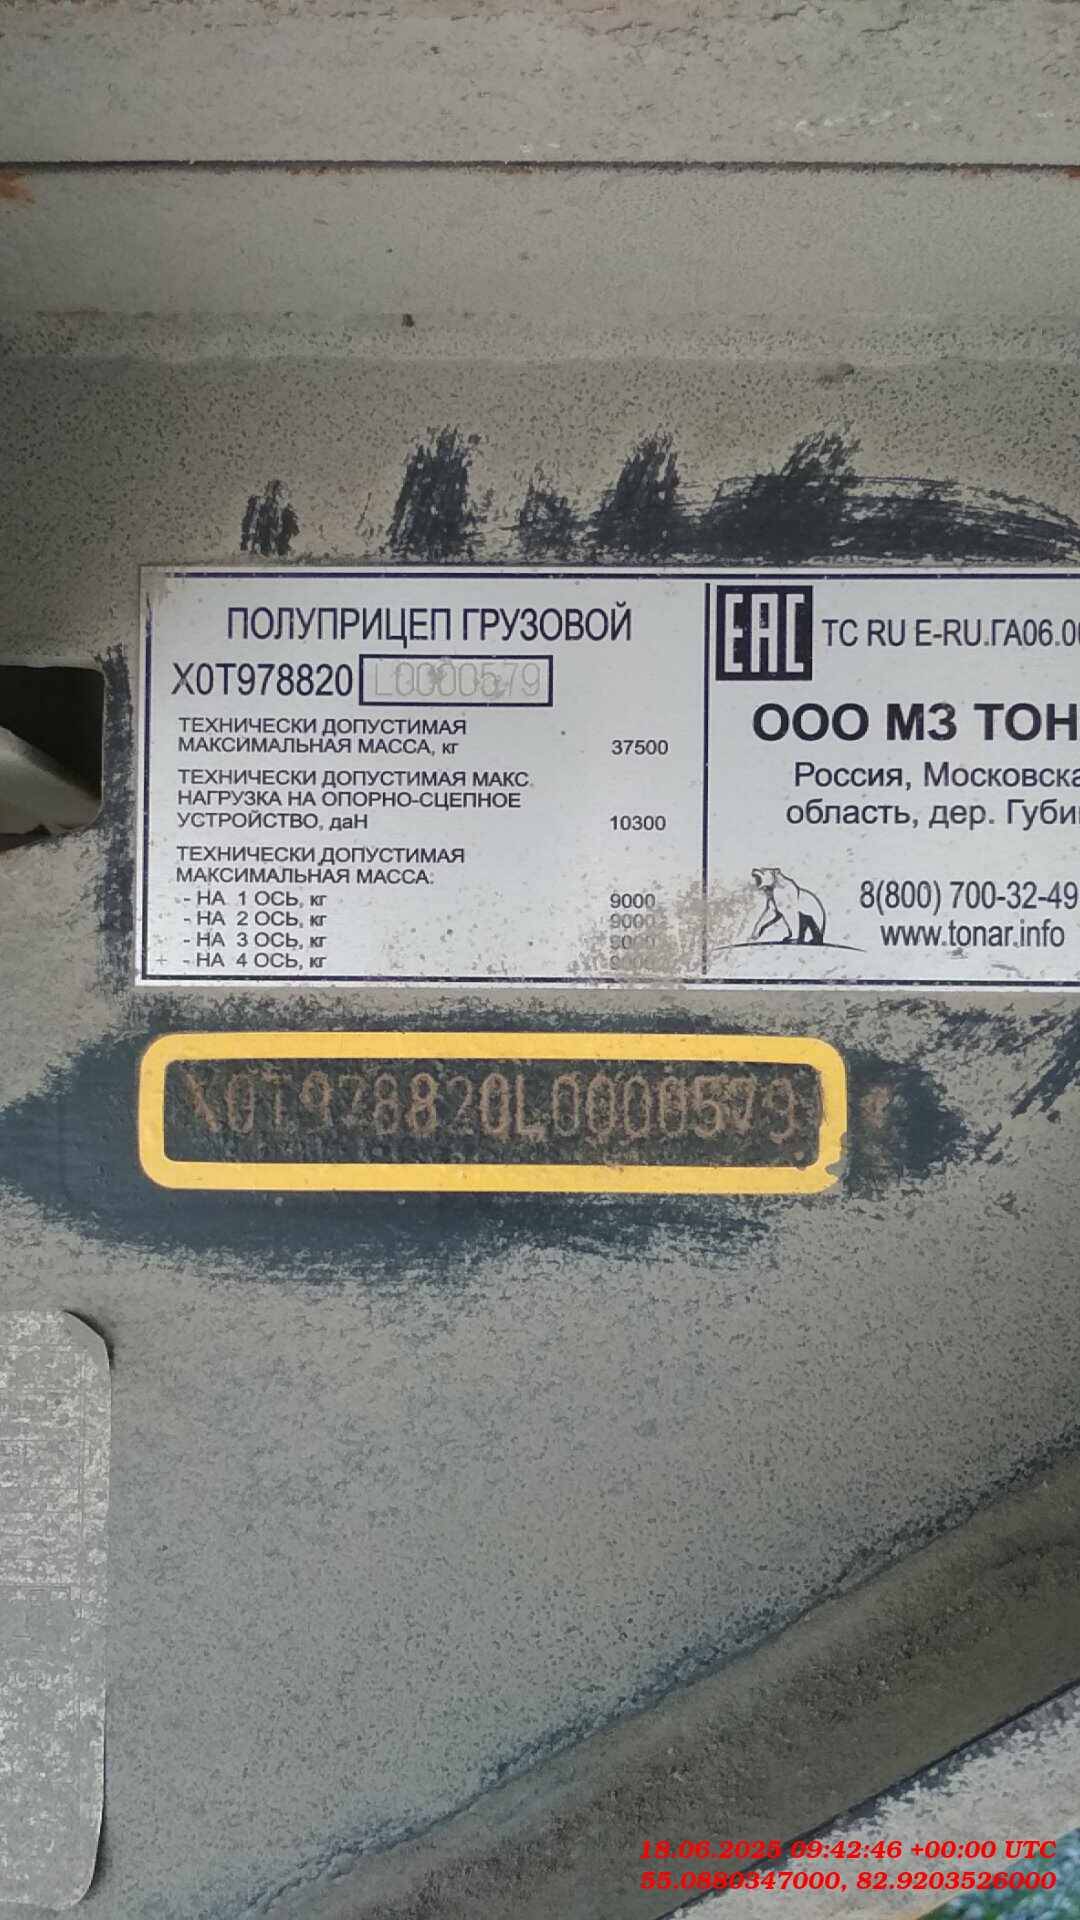 ПОЛУПРИЦЕП ГРУЗОВОЙ
X0T978820 L0000579
ТЕХНИЧЕСКИ ДОПУСТИМАЯ
МАКСИМАЛЬНАЯ МАССА, кг 37500
ТЕХНИЧЕСКИ ДОПУСТИМАЯ МАКС.
НАГРУЗКА НА ОПОРНО-СЦЕПНОЕ
УСТРОЙСТВО, даН 10300
ТЕХНИЧЕСКИ ДОПУСТИМАЯ
МАКСИМАЛЬНАЯ МАССА:
- НА 1 ОСЬ, кг 9000
- НА 2 ОСЬ, кг 9000
- НА 3 ОСЬ, кг 9000
- НА 4 ОСЬ, кг 9000
EAC TC RU E-RU.ГА06.00
ООО МЗ ТОН
Россия, Московска
область, дер. Губи
8(800) 700-32-49
www.tonar.info
X0T978820L0000579
18.06.2025 09:42:46 +00:00 UTC
55.0880347000, 82.9203526000